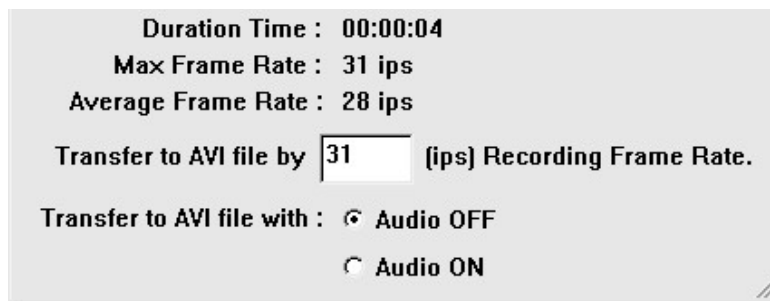 Duration Time : 00:00:04
Max Frame Rate : 31 ips
Average Frame Rate : 28 ips
Transfer to AVI file by 31 (ips) Recording Frame Rate.
Transfer to AVI file with : Audio OFF
Audio ON